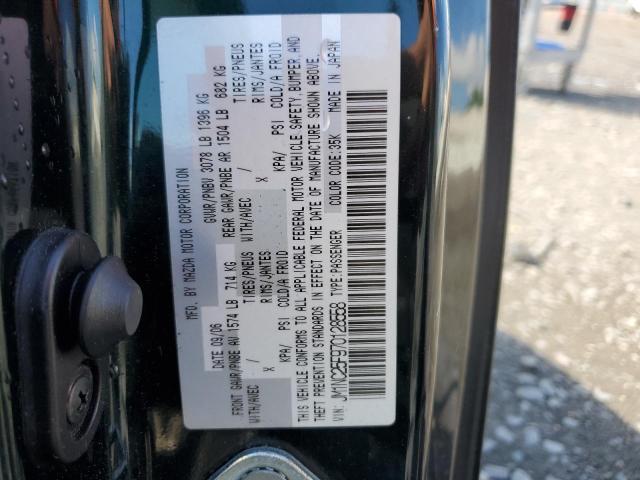 MFD. BY MAZDA MOTOR CORPORATION
DATE 09/06 GVWR/PNBV 3078 LB 1396 KG
FRONT GAWR/PNBE AV 1574 LB 714 KG REAR GAWR/PNBE AR 1504 LB 682 KG
WITH/AVEC / TIRES/PNEUS WITH/AVEC / TIRES/PNEUS
X RIMS/JANTES X RIMS/JANTES
KPA/ PSI COLD/A FROID KPA/ PSI COLD/A FROID
THIS VEHICLE CONFORMS TO ALL APPLICABLE FEDERAL MOTOR VEHICLE SAFETY, BUMPER, AND
THEFT PREVENTION STANDARDS IN EFFECT ON THE DATE OF MANUFACTURE SHOWN ABOVE.
VIN: JM1NC25F970128558 TYPE:PASSENGER COLOR CODE:35K MADE IN JAPAN